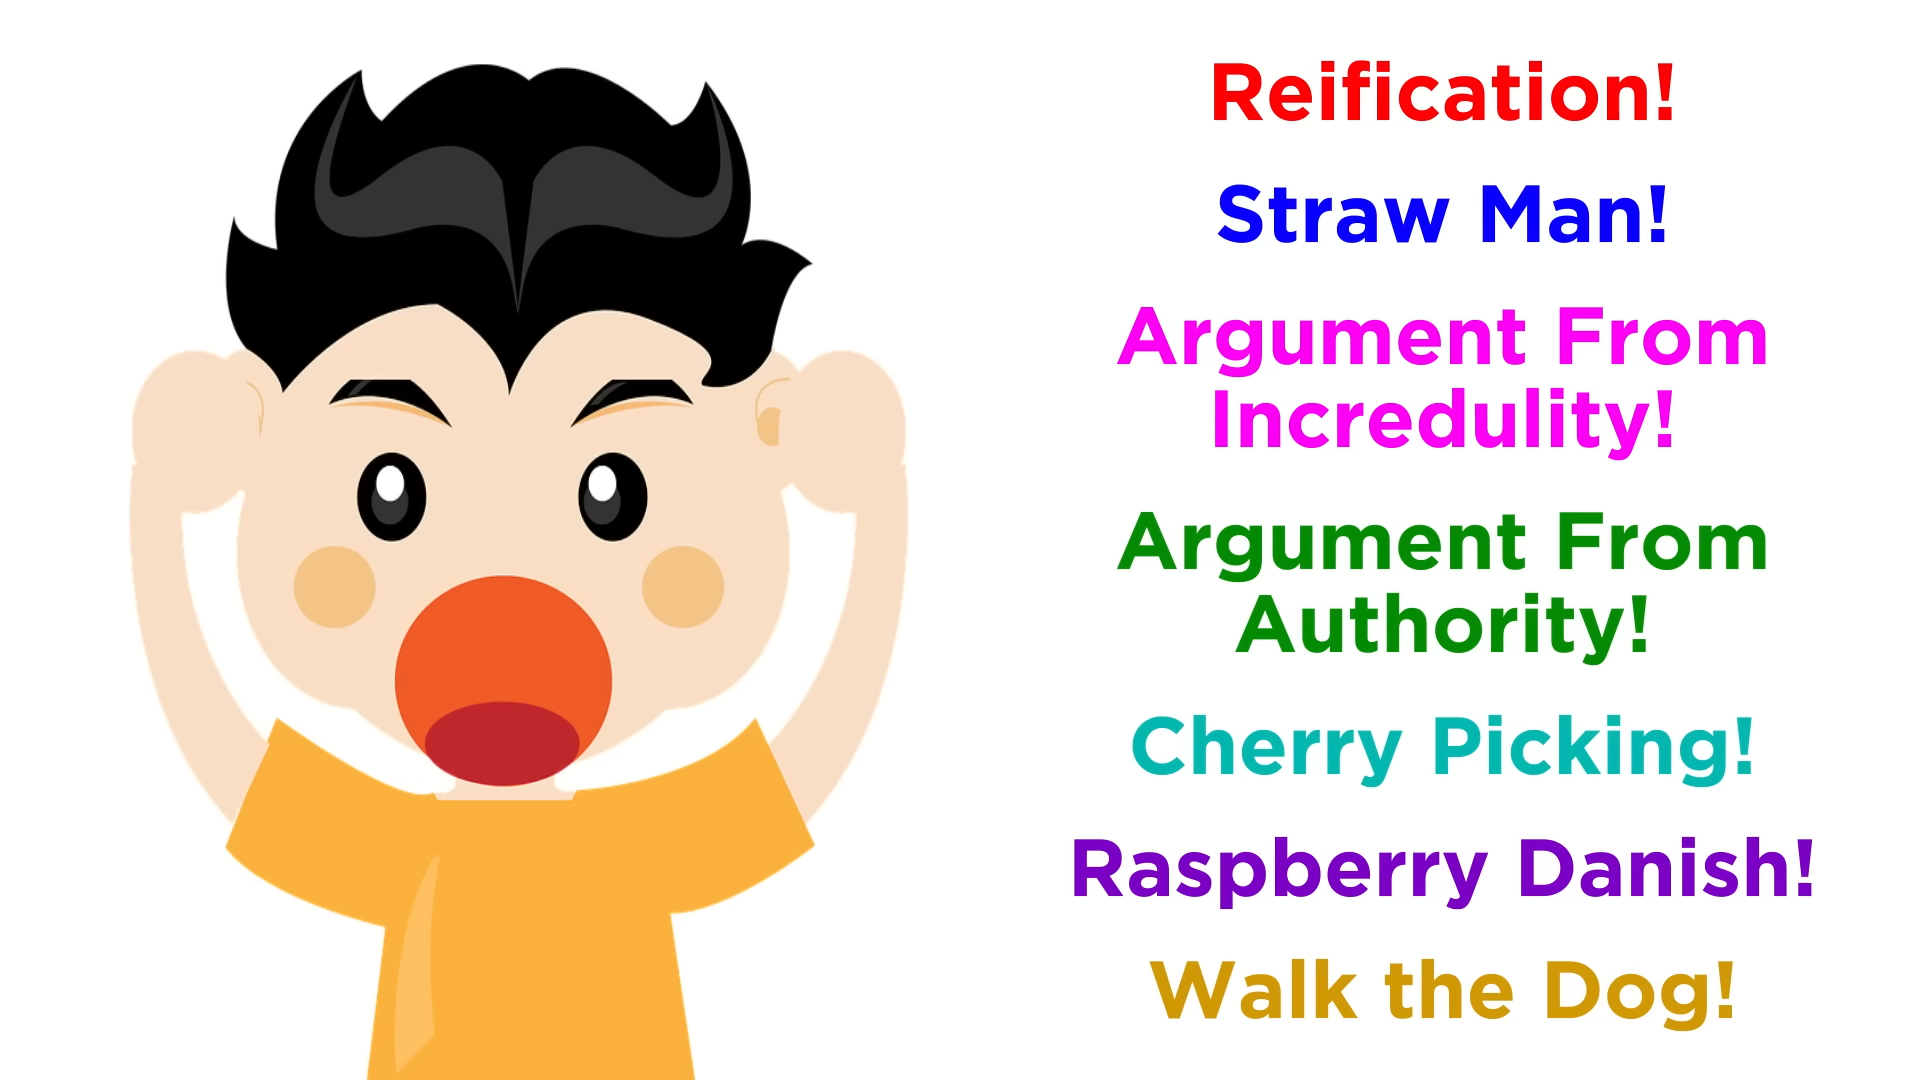 Reification!
Straw Man!
Argument From
Incredulity!
Argument From
Authority!
Cherry Picking!
Raspberry Danish!
Walk the Dog!